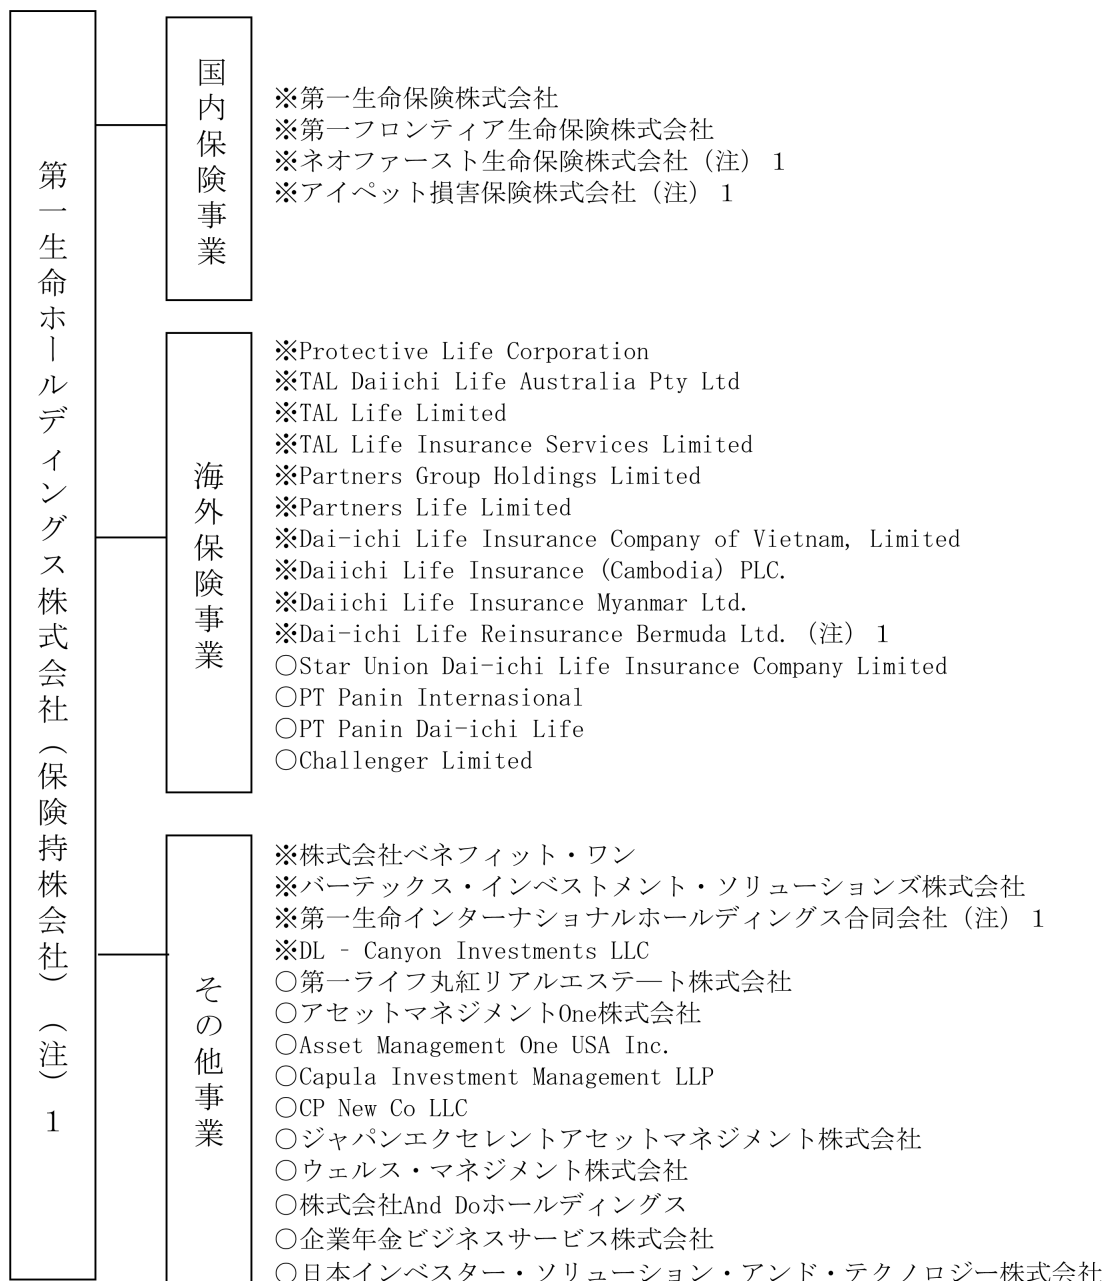 第一生命ホールディングス株式会社（保険持株会社）（注）１
国内保険事業
※第一生命保険株式会社
※第一フロンティア生命保険株式会社
※ネオファースト生命保険株式会社（注）１
※アイペット損害保険株式会社（注）１
海外保険事業
※Protective Life Corporation
※TAL Daiichi Life Australia Pty Ltd
※TAL Life Limited
※TAL Life Insurance Services Limited
※Partners Group Holdings Limited
※Partners Life Limited
※Dai-ichi Life Insurance Company of Vietnam, Limited
※Daiichi Life Insurance (Cambodia) PLC.
※Daiichi Life Insurance Myanmar Ltd.
※Dai-ichi Life Reinsurance Bermuda Ltd.（注）１
○Star Union Dai-ichi Life Insurance Company Limited
○PT Panin Internasional
○PT Panin Dai-ichi Life
○Challenger Limited
その他事業
※株式会社ベネフィット・ワン
※バーテックス・インベストメント・ソリューションズ株式会社
※第一生命インターナショナルホールディングス合同会社（注）１
※DL – Canyon Investments LLC
○第一ライフ丸紅リアルエステ―ト株式会社
○アセットマネジメントOne株式会社
○Asset Management One USA Inc.
○Capula Investment Management LLP
○CP New Co LLC
○ジャパンエクセレントアセットマネジメント株式会社
○ウェルス・マネジメント株式会社
○株式会社And Doホールディングス
○企業年金ビジネスサービス株式会社
○日本インベスター・ソリューション・アンド・テクノロジー株式会社